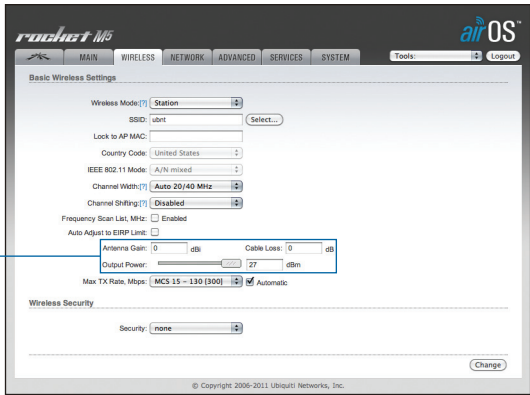 rocket M5
airOS™
MAIN WIRELESS NETWORK ADVANCED SERVICES SYSTEM Tools: Logout
Basic Wireless Settings
Wireless Mode:[?] Station
SSID: ubnt Select...
Lock to AP MAC:
Country Code: United States
IEEE 802.11 Mode: A/N mixed
Channel Width:[?] Auto 20/40 MHz
Channel Shifting:[?] Disabled
Frequency Scan List, MHz: Enabled
Auto Adjust to EIRP Limit:
Antenna Gain: 0 dBi Cable Loss: 0 dB
Output Power: 27 dBm
Max TX Rate, Mbps: MCS 15 – 130 [300] Automatic
Wireless Security
Security: none
Change
© Copyright 2006-2011 Ubiquiti Networks, Inc.